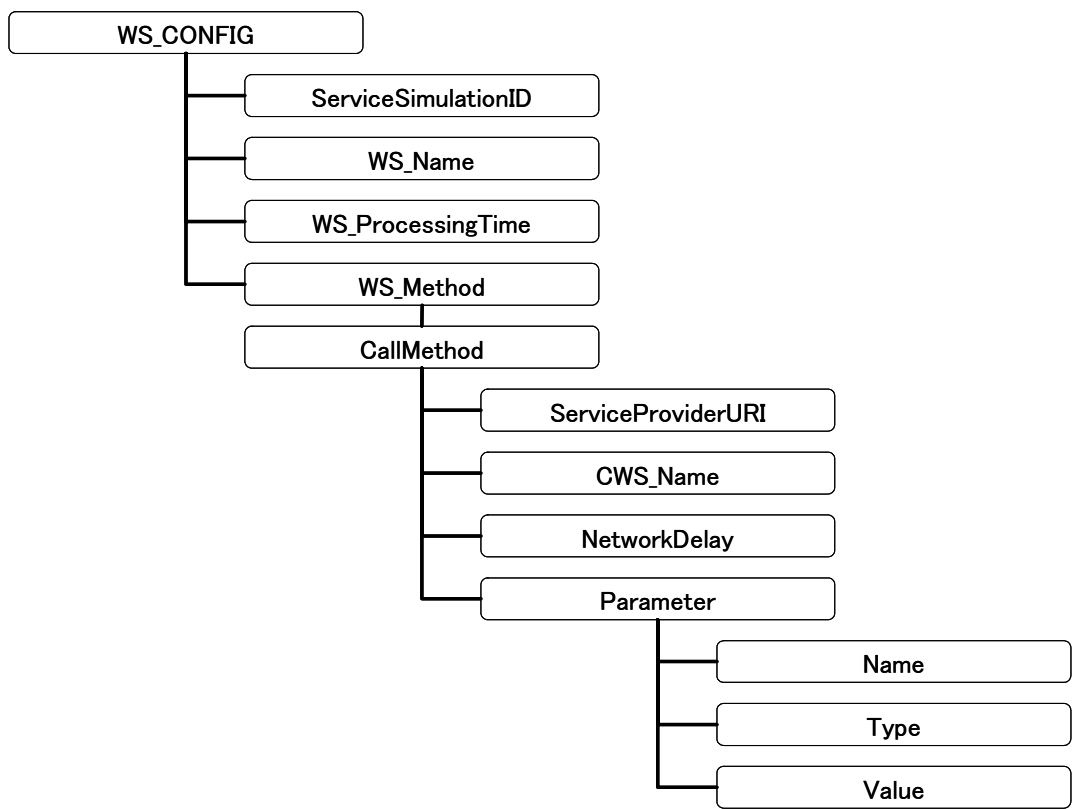 WS_CONFIG
ServiceSimulationID
WS_Name
WS_ProcessingTime
WS_Method
CallMethod
ServiceProviderURI
CWS_Name
NetworkDelay
Parameter
Name
Type
Value